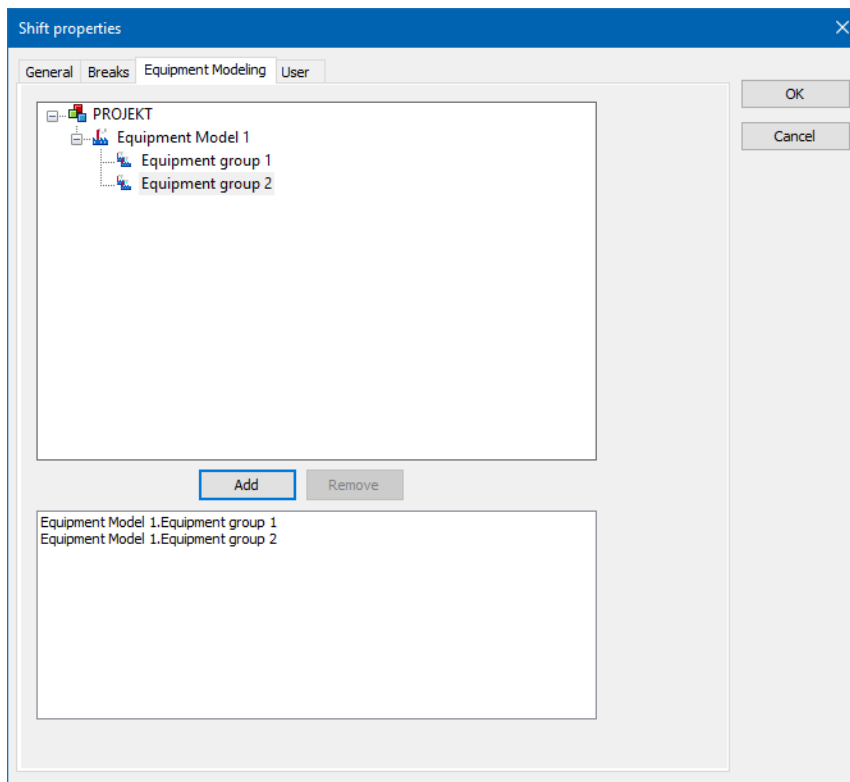 Shift properties
General Breaks Equipment Modeling User
OK
Cancel
PROJEKT
Equipment Model 1
Equipment group 1
Equipment group 2
Add Remove
Equipment Model 1.Equipment group 1
Equipment Model 1.Equipment group 2